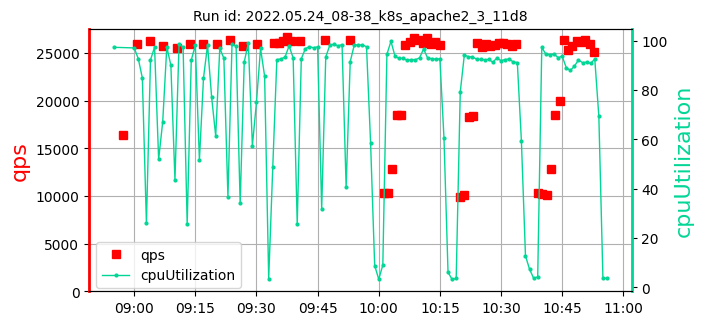 Run id: 2022.05.24_08-38_k8s_apache2_3_11d8
25000
20000
15000
10000
5000
0
qps
100
80
60
40
20
0
cpuUtilization
qps
cpuUtilization
09:00 09:15 09:30 09:45 10:00 10:15 10:30 10:45 11:00